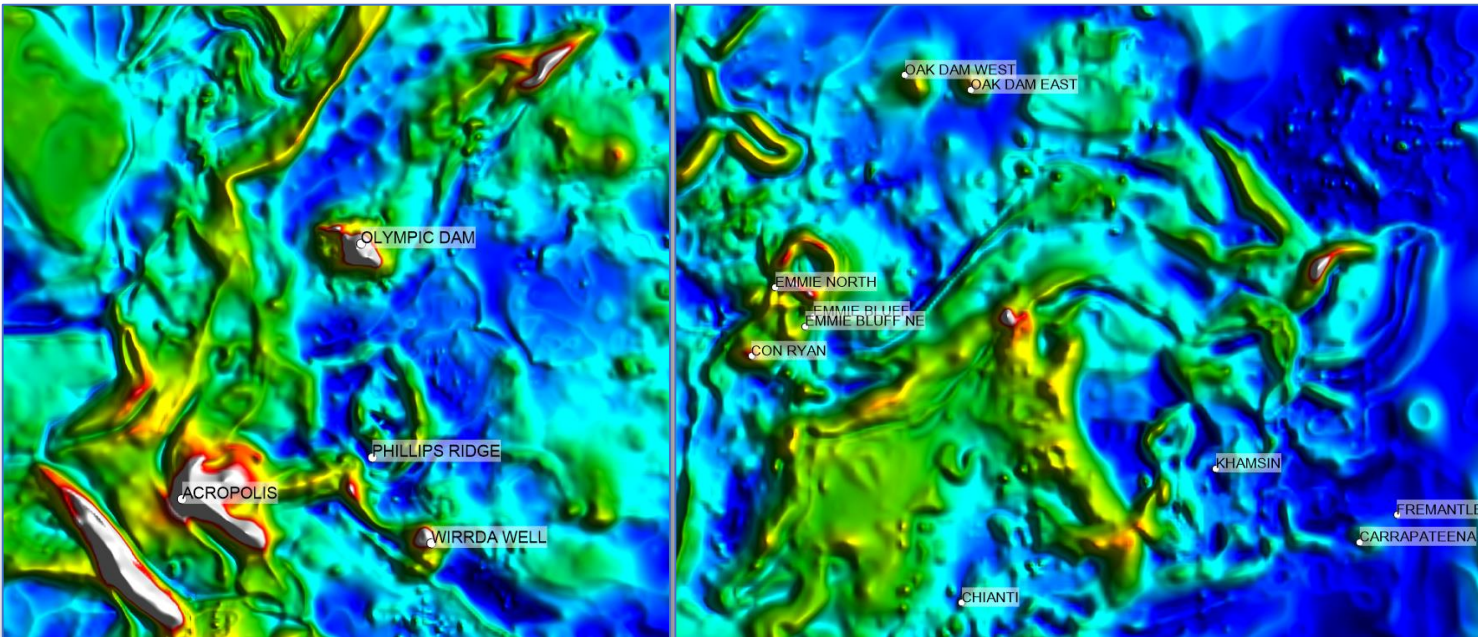 OLYMPIC DAM
PHILLIPS RIDGE
ACROPOLIS
WIRRDA WELL
OAK DAM WEST
OAK DAM EAST
EMMIE NORTH
EMMIE BLUFF
EMMIE BLUFF NE
CON RYAN
KHAMSIN
FREMANTLE
CARRAPATEENA
CHIANTI